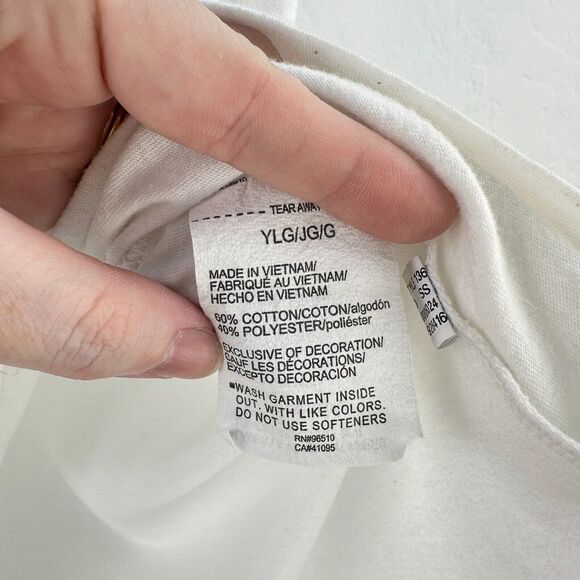 TEAR AWAY
YLG/JG/G
MADE IN VIETNAM/
FABRIQUÉ AU VIETNAM/
HECHO EN VIETNAM
60% COTTON/COTON/algodón
40% POLYESTER/poliéster
EXCLUSIVE OF DECORATION/
SAUF LES DÉCORATIONS/
EXCEPTO DECORACIÓN
■WASH GARMENT INSIDE
OUT. WITH LIKE COLORS.
DO NOT USE SOFTENERS
RN#96510
CA#41095
SS